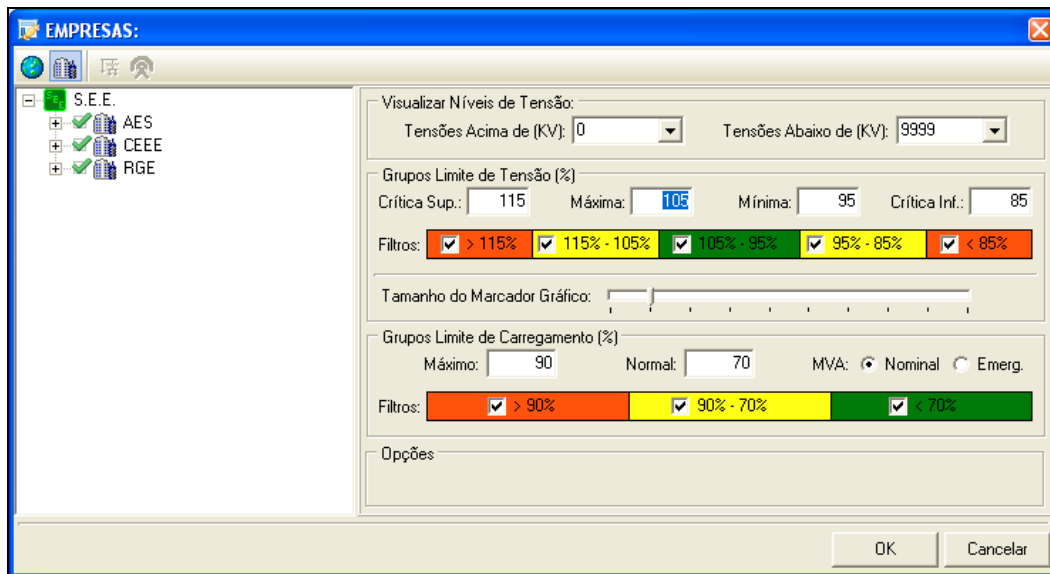 EMPRESAS:
S.E.E.
AES
CEEE
RGE
Visualizar Níveis de Tensão:
Tensões Acima de (KV): 0 Tensões Abaixo de (KV): 9999
Grupos Limite de Tensão (%)
Crítica Sup.: 115 Máxima: 105 Mínima: 95 Crítica Inf.: 85
Filtros: > 115% 115% - 105% 105% - 95% 95% - 85% < 85%
Tamanho do Marcador Gráfico:
Grupos Limite de Carregamento (%)
Máximo: 90 Normal: 70 MVA: Nominal Emerg.
Filtros: > 90% 90% - 70% < 70%
Opções
OK Cancelar